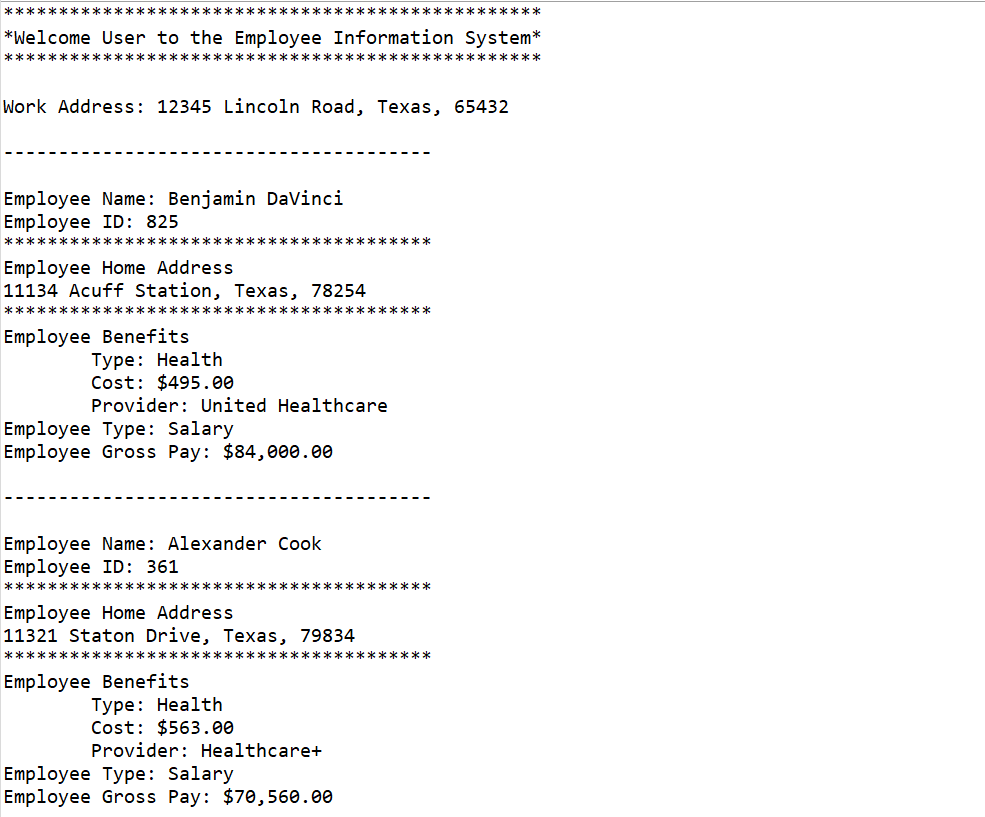 *************************************************
*Welcome User to the Employee Information System*
*************************************************
Work Address: 12345 Lincoln Road, Texas, 65432
---------------------------------------
Employee Name: Benjamin DaVinci
Employee ID: 825
***************************************
Employee Home Address
11134 Acuff Station, Texas, 78254
***************************************
Employee Benefits
        Type: Health
        Cost: $495.00
        Provider: United Healthcare
Employee Type: Salary
Employee Gross Pay: $84,000.00
---------------------------------------
Employee Name: Alexander Cook
Employee ID: 361
***************************************
Employee Home Address
11321 Staton Drive, Texas, 79834
***************************************
Employee Benefits
        Type: Health
        Cost: $563.00
        Provider: Healthcare+
Employee Type: Salary
Employee Gross Pay: $70,560.00